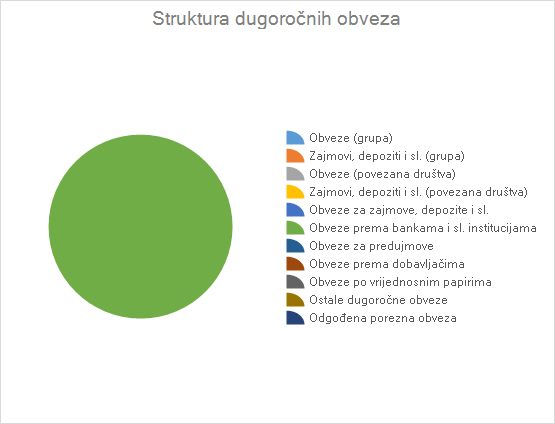 Struktura dugoročnih obveza
Obveze (grupa)
Zajmovi, depoziti i sl. (grupa)
Obveze (povezana društva)
Zajmovi, depoziti i sl. (povezana društva)
Obveze za zajmove, depozite i sl.
Obveze prema bankama i sl. institucijama
Obveze za predujmove
Obveze prema dobavljačima
Obveze po vrijednosnim papirima
Ostale dugoročne obveze
Odgođena porezna obveza